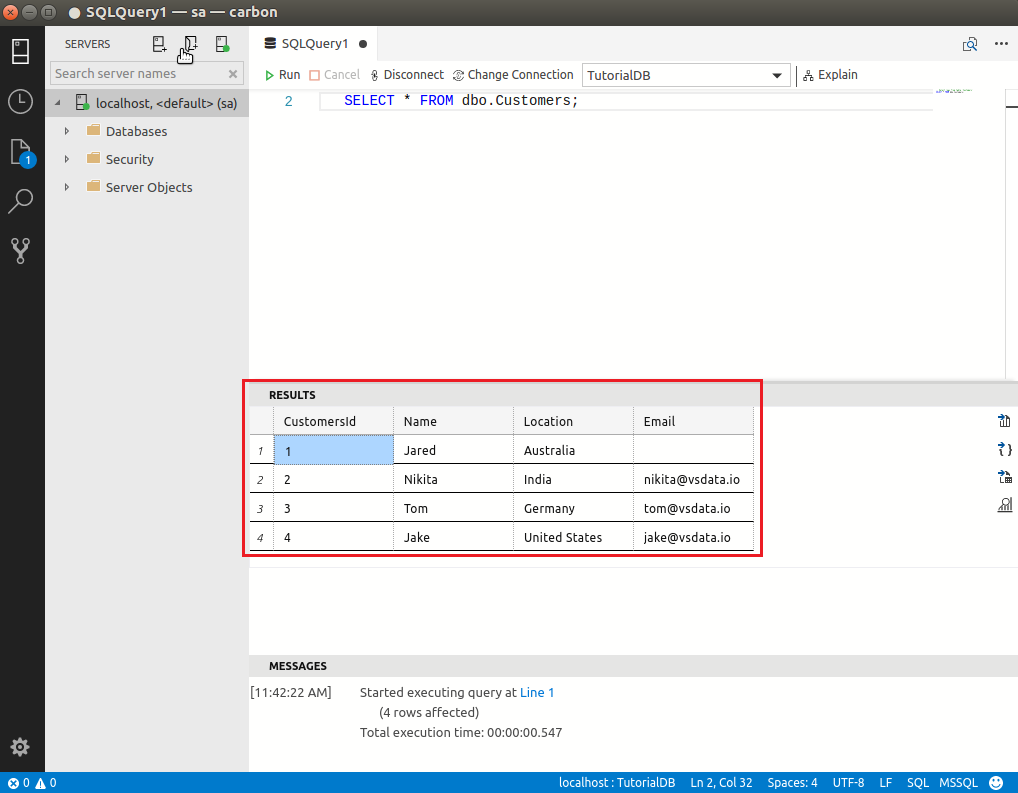 SQLQuery1 — sa — carbon
SERVERS
Search server names
localhost, <default> (sa)
Databases
Security
Server Objects
1
SQLQuery1
Run Cancel Disconnect Change Connection TutorialDB Explain
2 SELECT * FROM dbo.Customers;
RESULTS
CustomersId Name Location Email
1 1 Jared Australia
2 2 Nikita India nikita@vsdata.io
3 3 Tom Germany tom@vsdata.io
4 4 Jake United States jake@vsdata.io
MESSAGES
[11:42:22 AM] Started executing query at Line 1
(4 rows affected)
Total execution time: 00:00:00.547
0 0 localhost : TutorialDB Ln 2, Col 32 Spaces: 4 UTF-8 LF SQL MSSQL